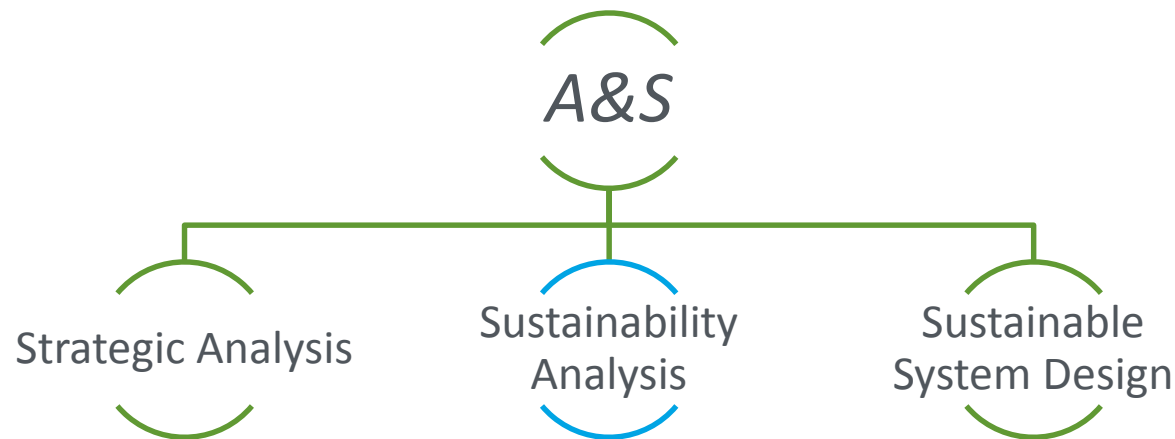 A&S
Strategic Analysis
Sustainability
Analysis
Sustainable
System Design